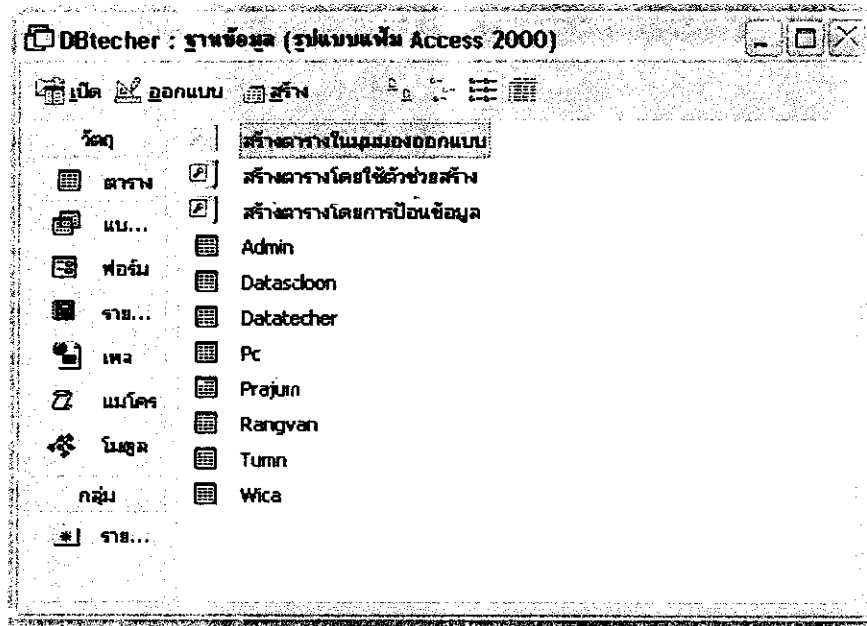 DBtecher : ฐานข้อมูล (รูปแบบแฟ้ม Access 2000)
เปิด ออกแบบ สร้าง
วัตถุ
ตาราง
แบ...
ฟอร์ม
ราย...
เพจ
แมโคร
โมดูล
กลุ่ม
ราย...
สร้างตารางในมุมมองออกแบบ
สร้างตารางโดยใช้ตัวช่วยสร้าง
สร้างตารางโดยการป้อนข้อมูล
Admin
Datascloon
Datatecher
Pc
Prajum
Rangvan
Tumn
Wica